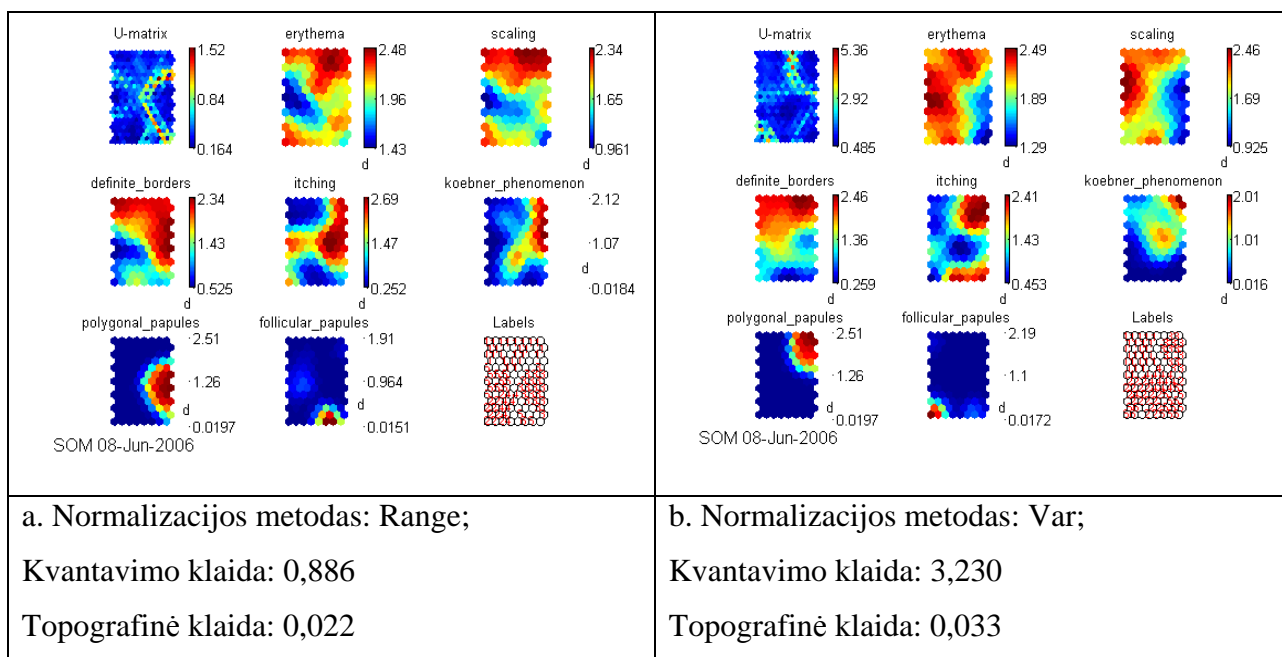 U-matrix
1.52
0.84
0.164
erythema
2.48
1.96
1.43
d
scaling
2.34
1.65
0.961
d
definite_borders
2.34
1.43
0.525
d
itching
2.69
1.47
0.252
d
koebner_phenomenon
2.12
1.07
d
0.0184
polygonal_papules
2.51
1.26
d
0.0197
follicular_papules
1.91
0.964
d
0.0151
Labels
SOM 08-Jun-2006
U-matrix
5.36
2.92
0.485
erythema
2.49
1.89
1.29
d
scaling
2.46
1.69
0.925
d
definite_borders
2.46
1.36
0.259
d
itching
2.41
1.43
0.453
d
koebner_phenomenon
2.01
1.01
0.016
d
polygonal_papules
2.51
1.26
d
0.0197
follicular_papules
2.19
1.1
d
0.0172
Labels
SOM 08-Jun-2006
a. Normalizacijos metodas: Range;
Kvantavimo klaida: 0,886
Topografinė klaida: 0,022
b. Normalizacijos metodas: Var;
Kvantavimo klaida: 3,230
Topografinė klaida: 0,033